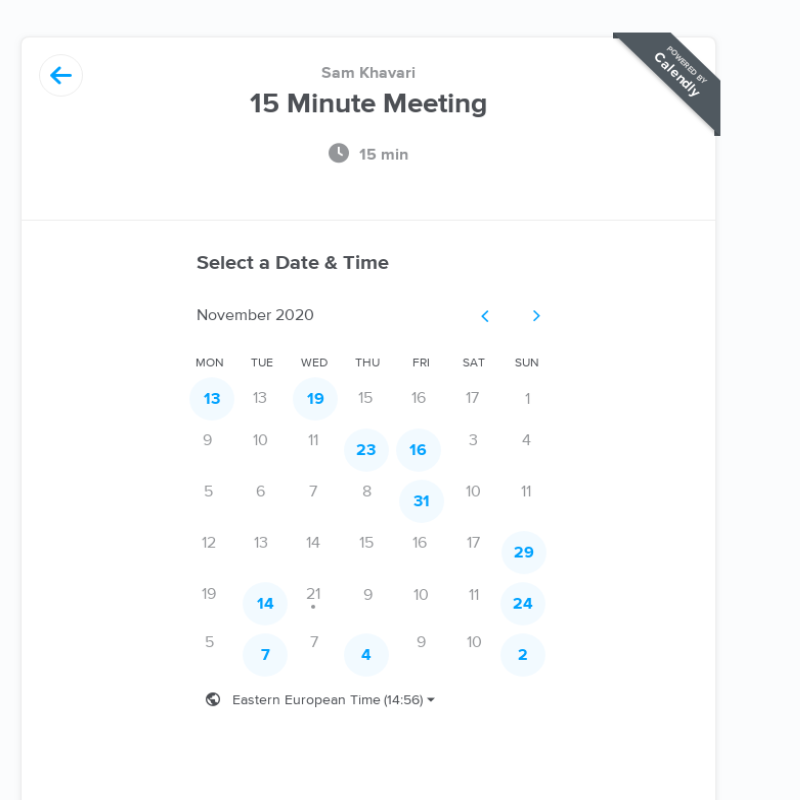 POWERED BY
Calendly
Sam Khavari
15 Minute Meeting
15 min
Select a Date & Time
November 2020
MON TUE WED THU FRI SAT SUN
13 13 19 15 16 17 1
9 10 11 23 16 3 4
5 6 7 8 31 10 11
12 13 14 15 16 17 29
19 14 21 9 10 11 24
5 7 7 4 9 10 2
Eastern European Time (14:56)